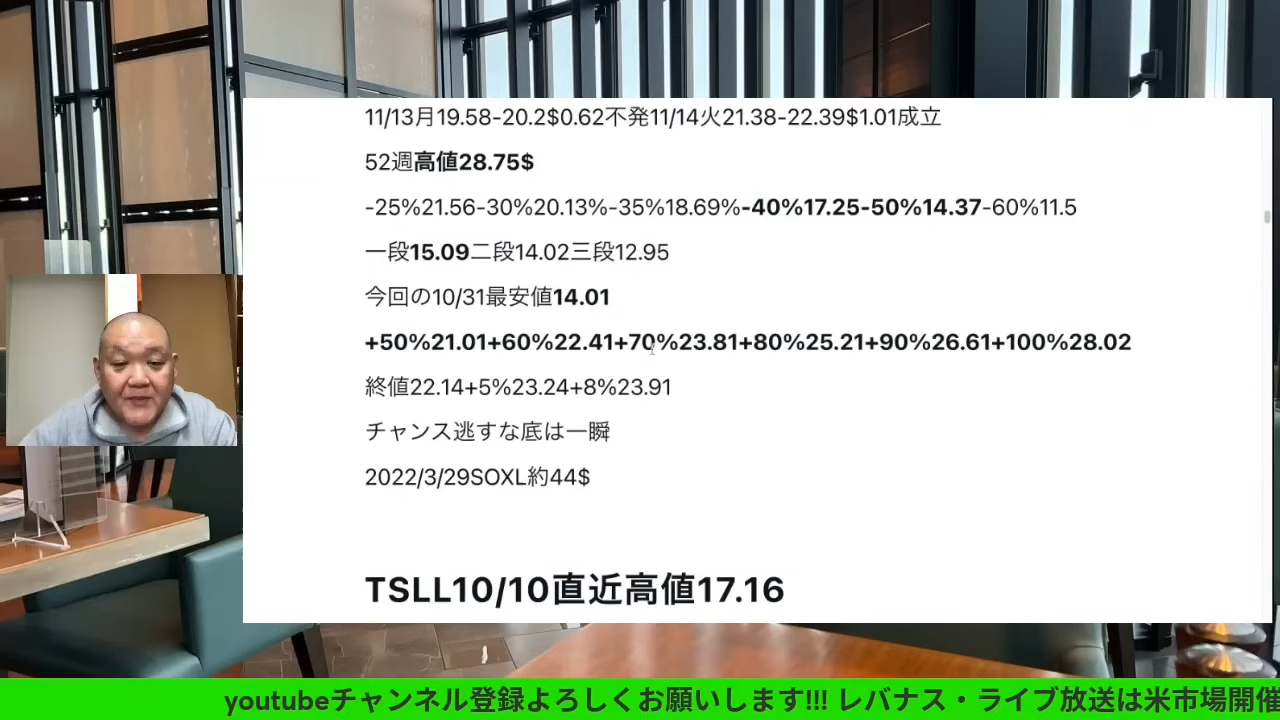 11/13月19.58-20.2$0.62不発11/14火21.38-22.39$1.01成立
52週高値28.75$
-25%21.56-30%20.13%-35%18.69%-40%17.25-50%14.37-60%11.5
一段15.09二段14.02三段12.95
今回の10/31最安値14.01
+50%21.01+60%22.41+70%23.81+80%25.21+90%26.61+100%28.02
終値22.14+5%23.24+8%23.91
チャンス逃すな底は一瞬
2022/3/29SOXL約44$
TSLL10/10直近高値17.16
youtubeチャンネル登録よろしくお願いします!!! レバナス・ライブ放送は米市場開催